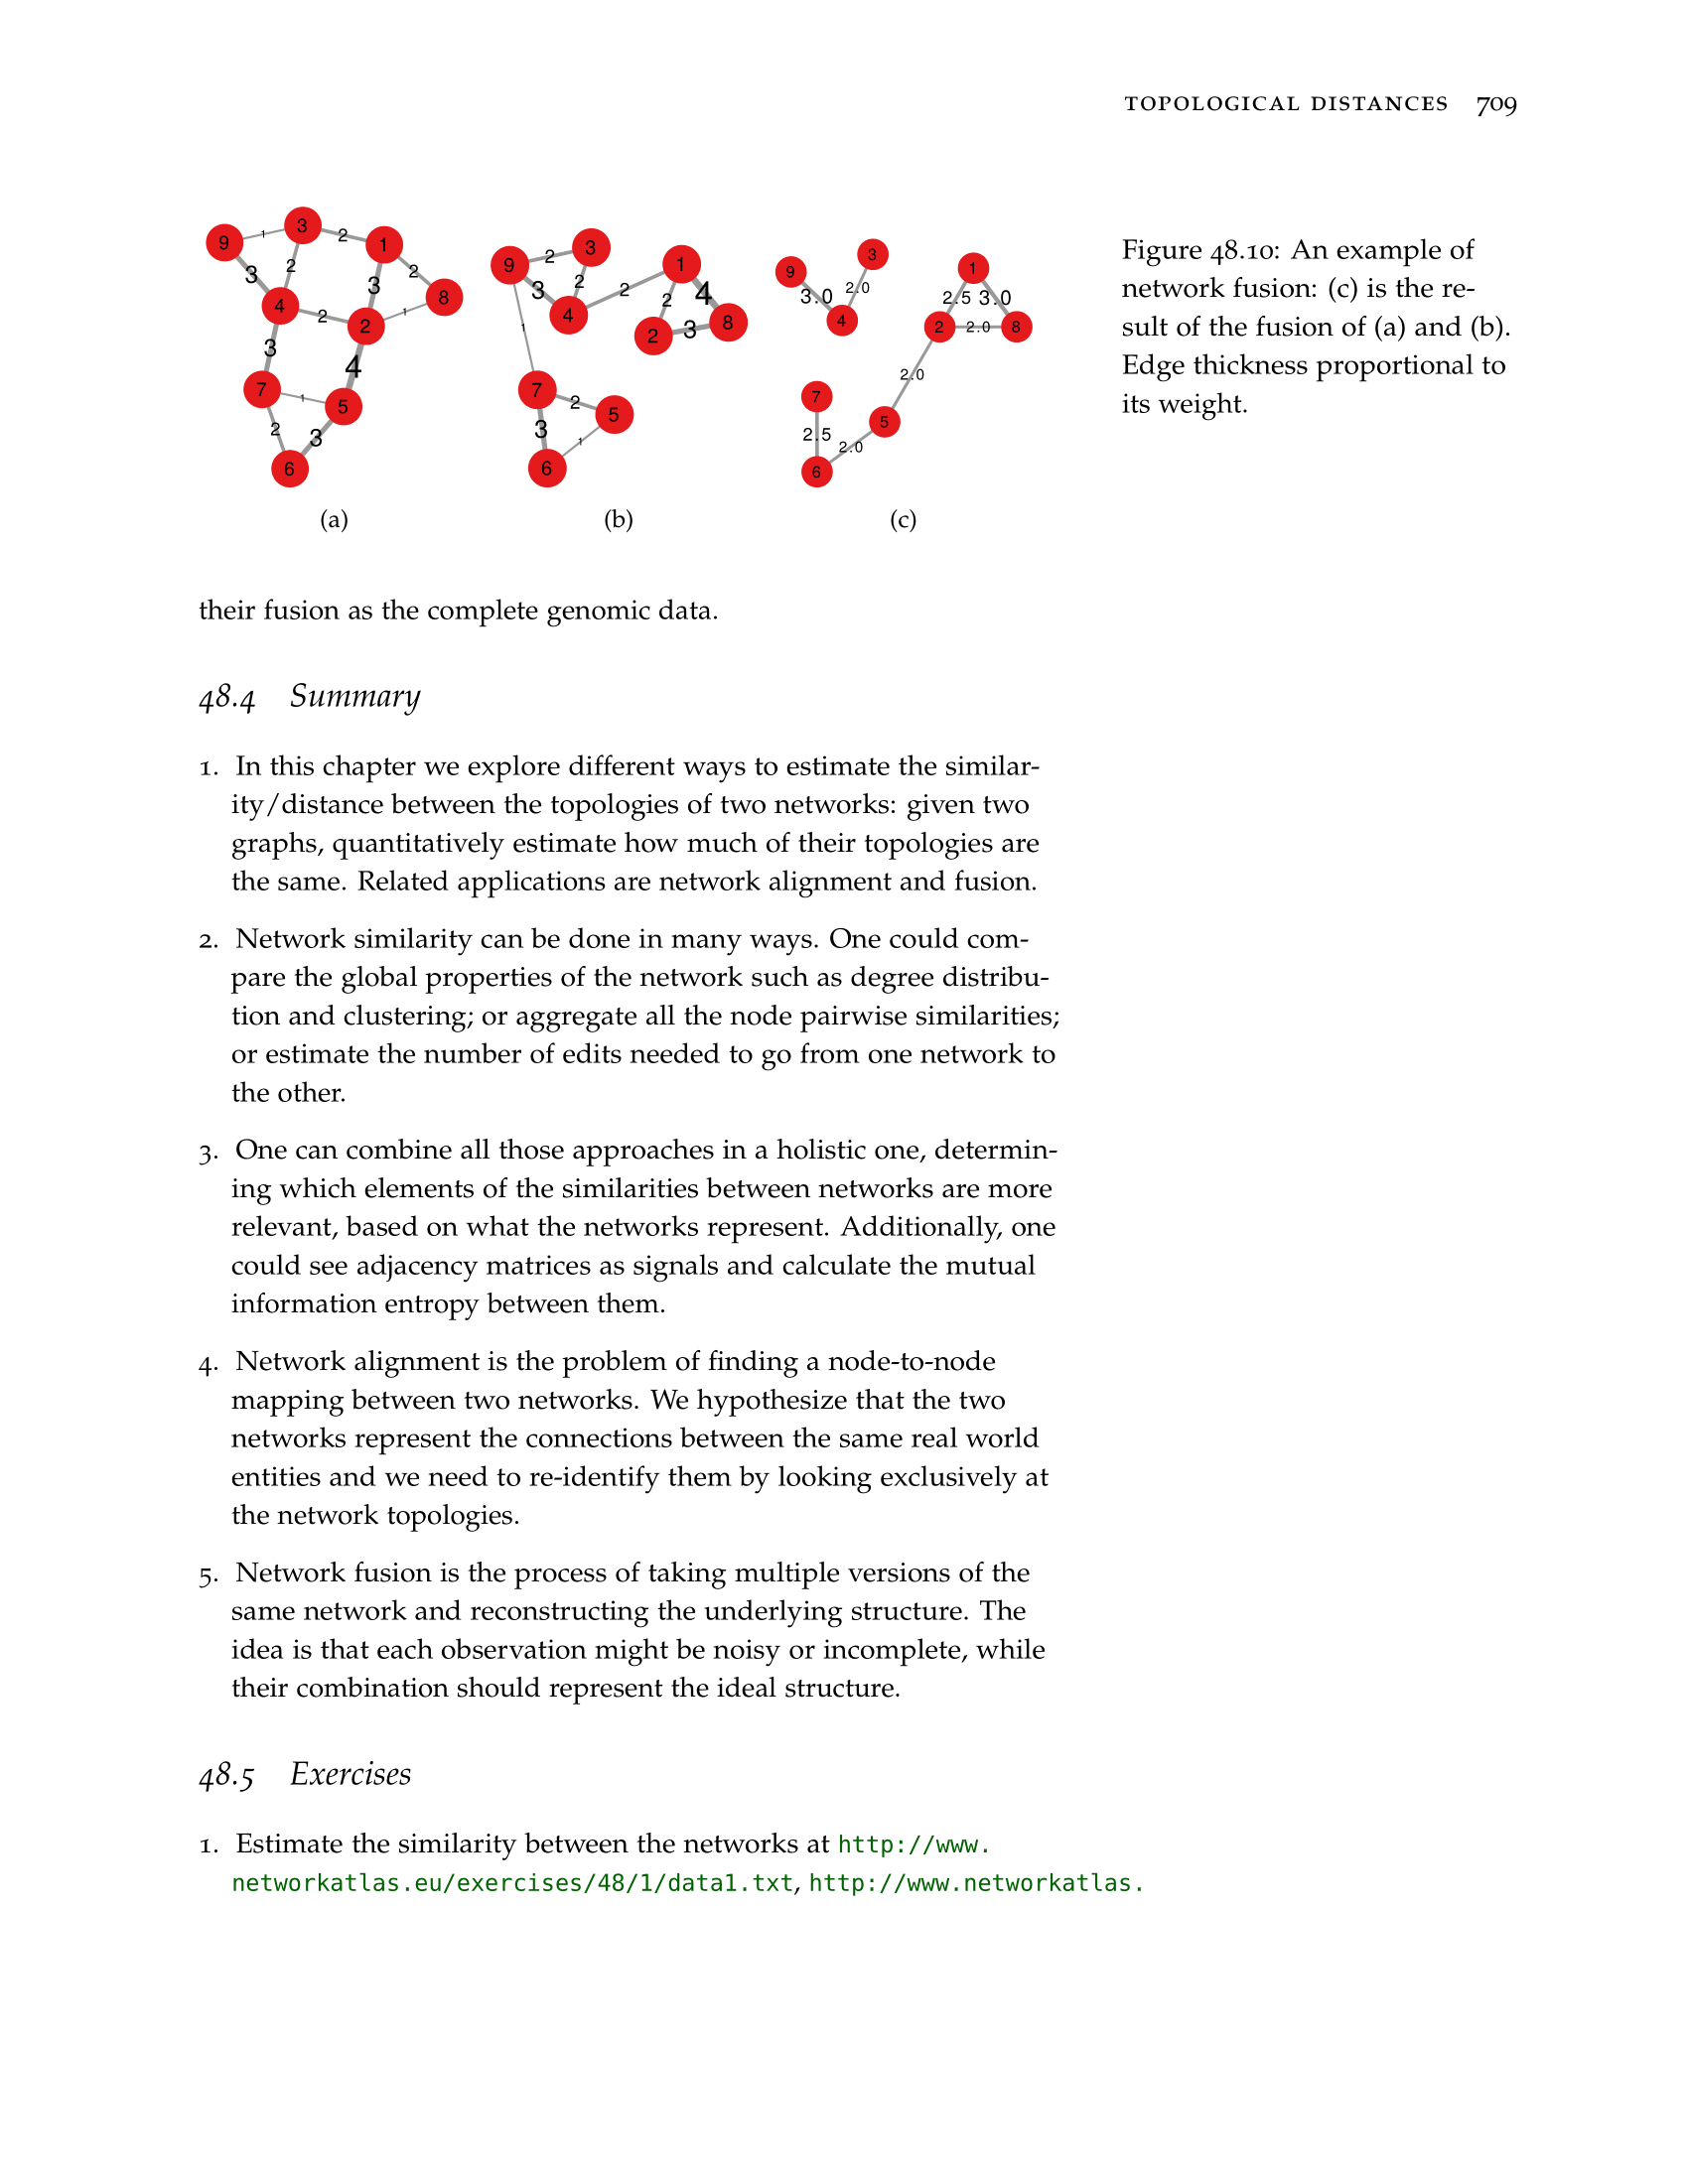 TOPOLOGICAL DISTANCES 709
9 1 3 2 1
3 2 3 2 8
4 2 2 1
3 4
7 1 5
2 3
6
(a)
9 2 3 1
3 2 2 4
4 2 3 8
1 2
7 2 5
3 1
6
(b)
9 3 1
3.0 2.0 2.5 3.0
4 2 2.0 8
2.0
7 5
2.5 2.0
6
(c)
Figure 48.10: An example of
network fusion: (c) is the re-
sult of the fusion of (a) and (b).
Edge thickness proportional to
its weight.
their fusion as the complete genomic data.
48.4 Summary
1. In this chapter we explore different ways to estimate the similar-
ity/distance between the topologies of two networks: given two
graphs, quantitatively estimate how much of their topologies are
the same. Related applications are network alignment and fusion.
2. Network similarity can be done in many ways. One could com-
pare the global properties of the network such as degree distribu-
tion and clustering; or aggregate all the node pairwise similarities;
or estimate the number of edits needed to go from one network to
the other.
3. One can combine all those approaches in a holistic one, determin-
ing which elements of the similarities between networks are more
relevant, based on what the networks represent. Additionally, one
could see adjacency matrices as signals and calculate the mutual
information entropy between them.
4. Network alignment is the problem of finding a node-to-node
mapping between two networks. We hypothesize that the two
networks represent the connections between the same real world
entities and we need to re-identify them by looking exclusively at
the network topologies.
5. Network fusion is the process of taking multiple versions of the
same network and reconstructing the underlying structure. The
idea is that each observation might be noisy or incomplete, while
their combination should represent the ideal structure.
48.5 Exercises
1. Estimate the similarity between the networks at http://www.
networkatlas.eu/exercises/48/1/data1.txt, http://www.networkatlas.